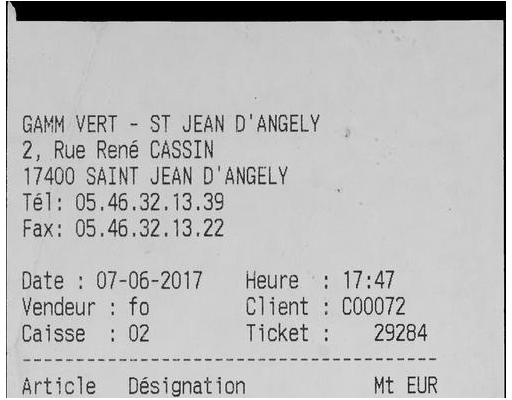 GAMM VERT - ST JEAN D'ANGELY
2, Rue René CASSIN
17400 SAINT JEAN D'ANGELY
Tél: 05.46.32.13.39
Fax: 05.46.32.13.22
Date : 07-06-2017 Heure : 17:47
Vendeur : fo Client : C00072
Caisse : 02 Ticket : 29284
---------------------------------------
Article Désignation Mt EUR